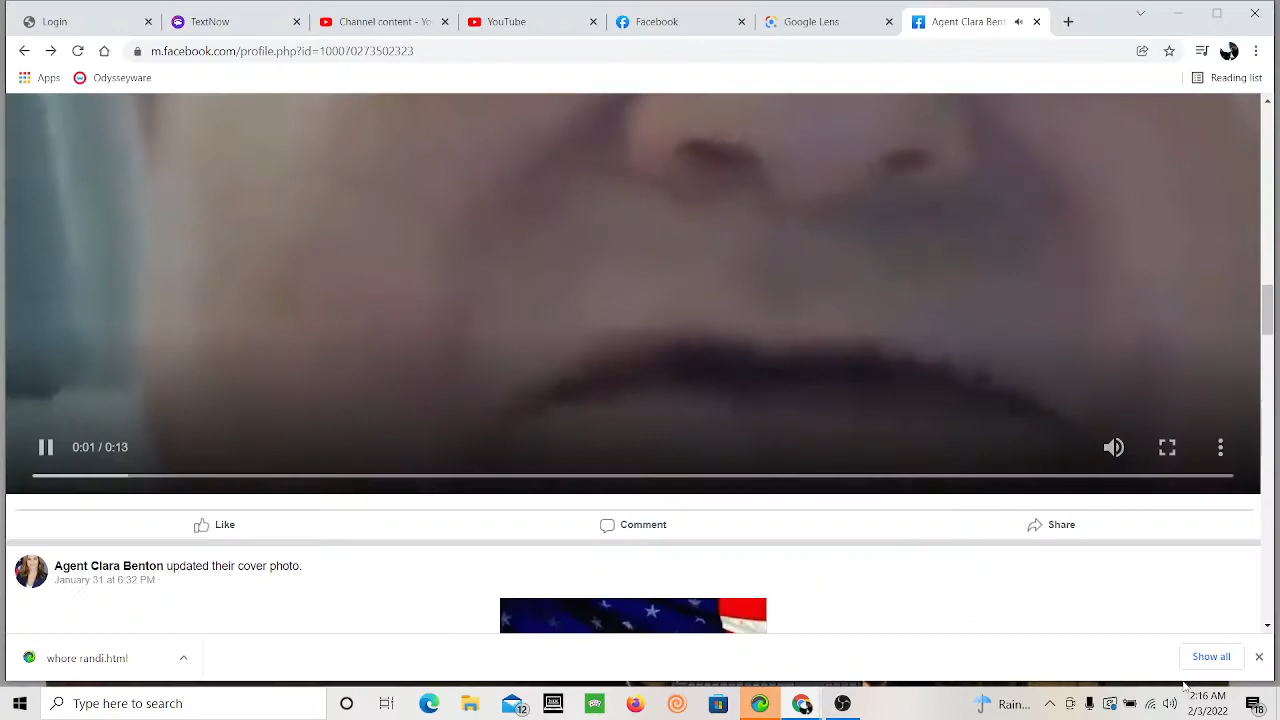 Login
TextNow
Channel content - Yo
YouTube
Facebook
Google Lens
Agent Clara Bent
m.facebook.com/profile.php?id=100070273502323
Apps
Odysseyware
Reading list
0:01 / 0:13
Like
Comment
Share
Agent Clara Benton updated their cover photo.
January 31 at 6:32 PM ·
whore randi.html
Show all
Type here to search
2
Rain...
2:16 AM
2/3/2022
18